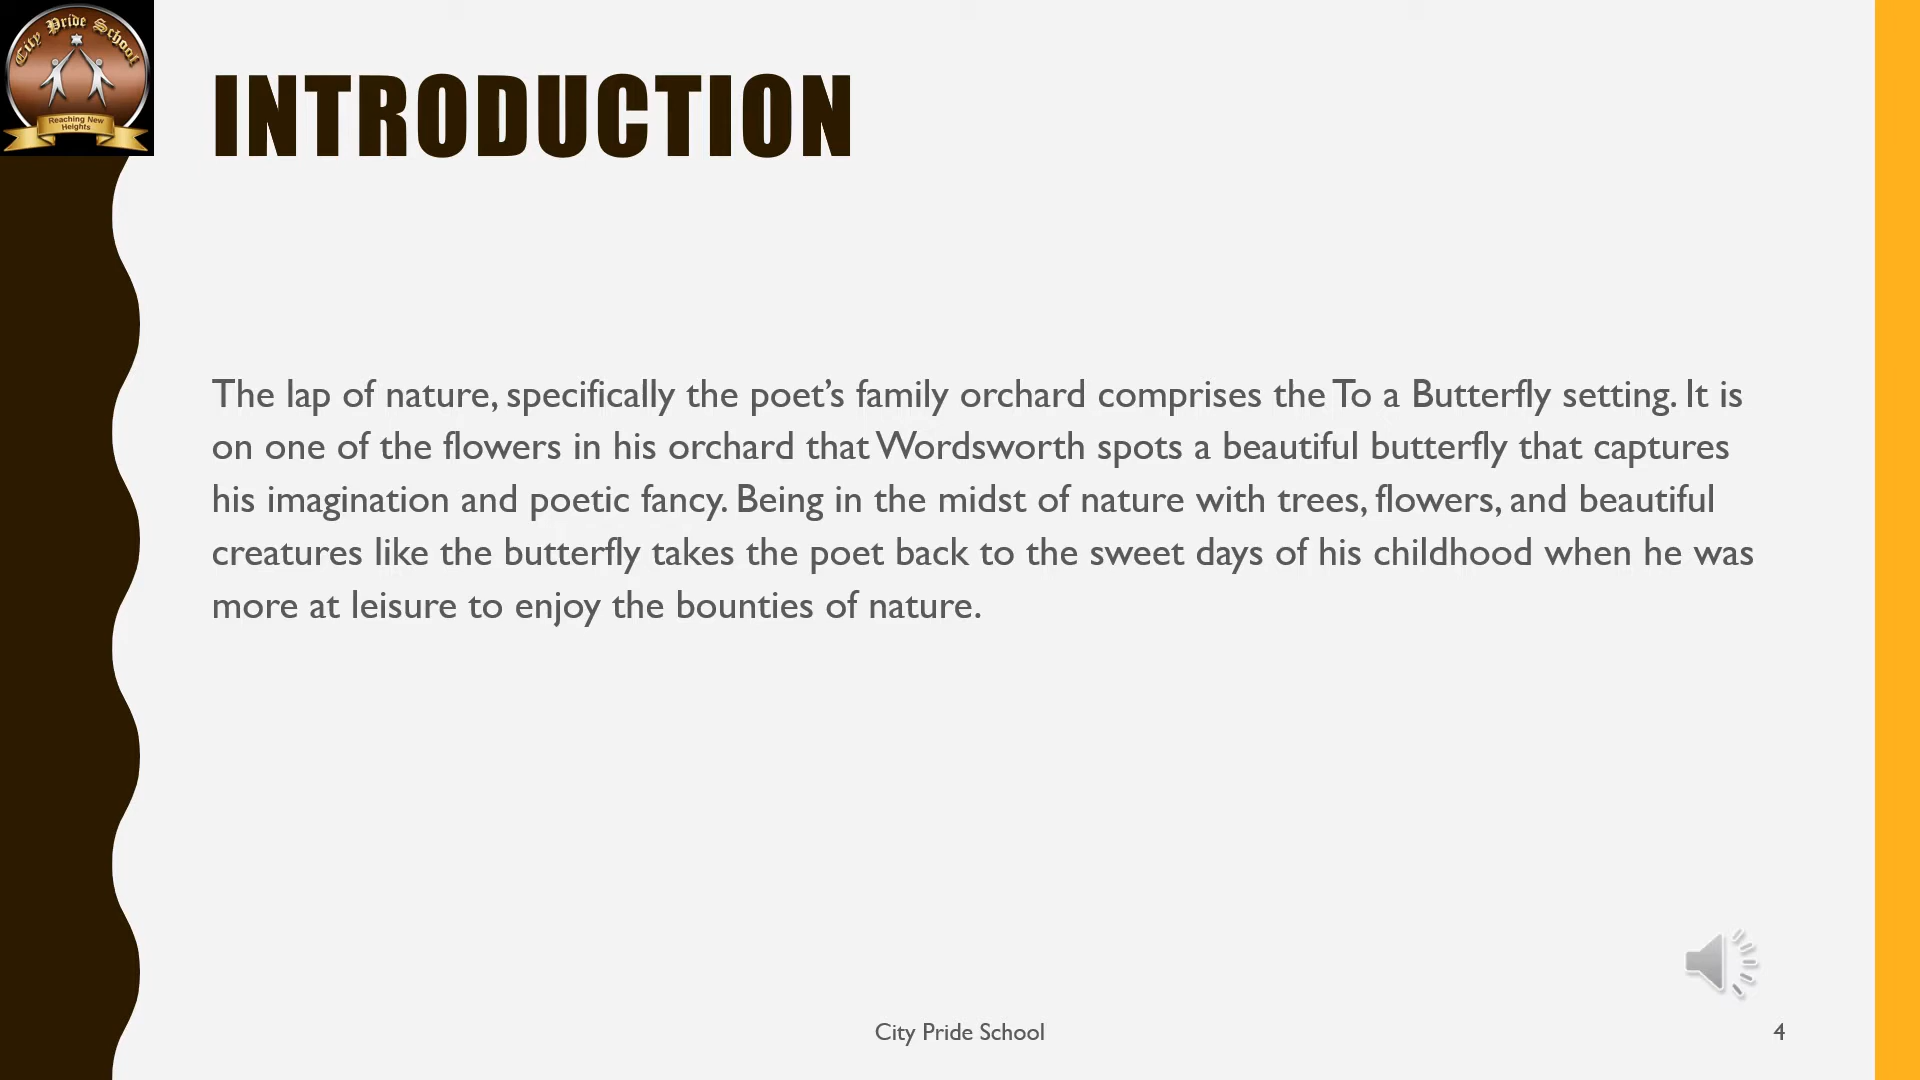 City Pride School
Reaching New
Heights
INTRODUCTION
The lap of nature, specifically the poet’s family orchard comprises the To a Butterfly setting. It is
on one of the flowers in his orchard that Wordsworth spots a beautiful butterfly that captures
his imagination and poetic fancy. Being in the midst of nature with trees, flowers, and beautiful
creatures like the butterfly takes the poet back to the sweet days of his childhood when he was
more at leisure to enjoy the bounties of nature.
City Pride School
4